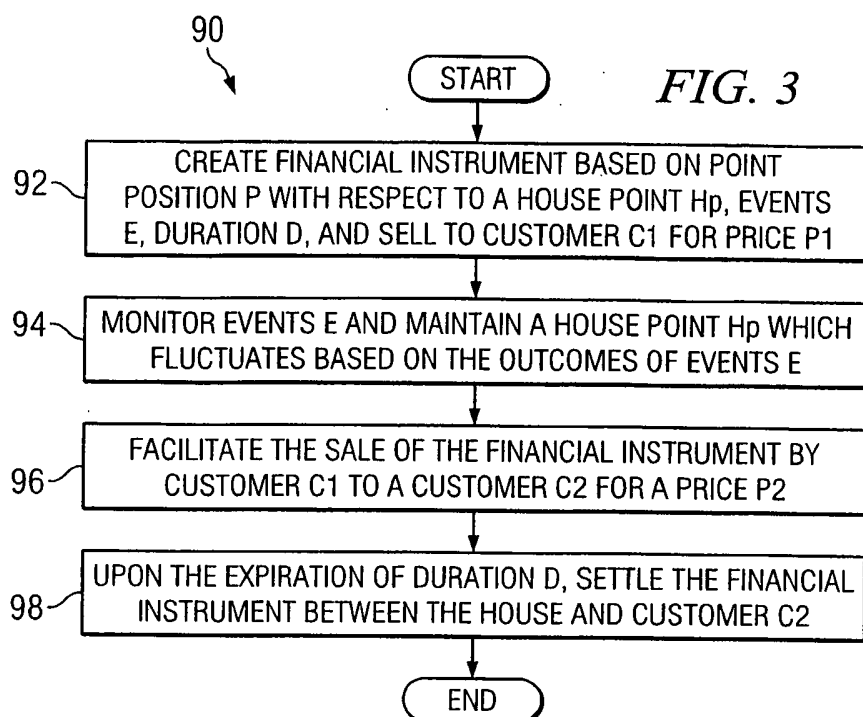 90
START
FIG. 3
92
CREATE FINANCIAL INSTRUMENT BASED ON POINT
POSITION P WITH RESPECT TO A HOUSE POINT Hp, EVENTS
E, DURATION D, AND SELL TO CUSTOMER C1 FOR PRICE P1
94
MONITOR EVENTS E AND MAINTAIN A HOUSE POINT Hp WHICH
FLUCTUATES BASED ON THE OUTCOMES OF EVENTS E
96
FACILITATE THE SALE OF THE FINANCIAL INSTRUMENT BY
CUSTOMER C1 TO A CUSTOMER C2 FOR A PRICE P2
98
UPON THE EXPIRATION OF DURATION D, SETTLE THE FINANCIAL
INSTRUMENT BETWEEN THE HOUSE AND CUSTOMER C2
END